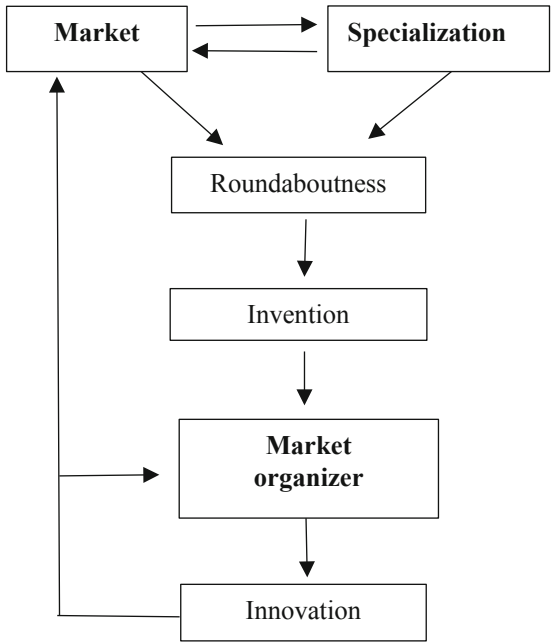 Market
Specialization
Roundaboutness
Invention
Market
organizer
Innovation